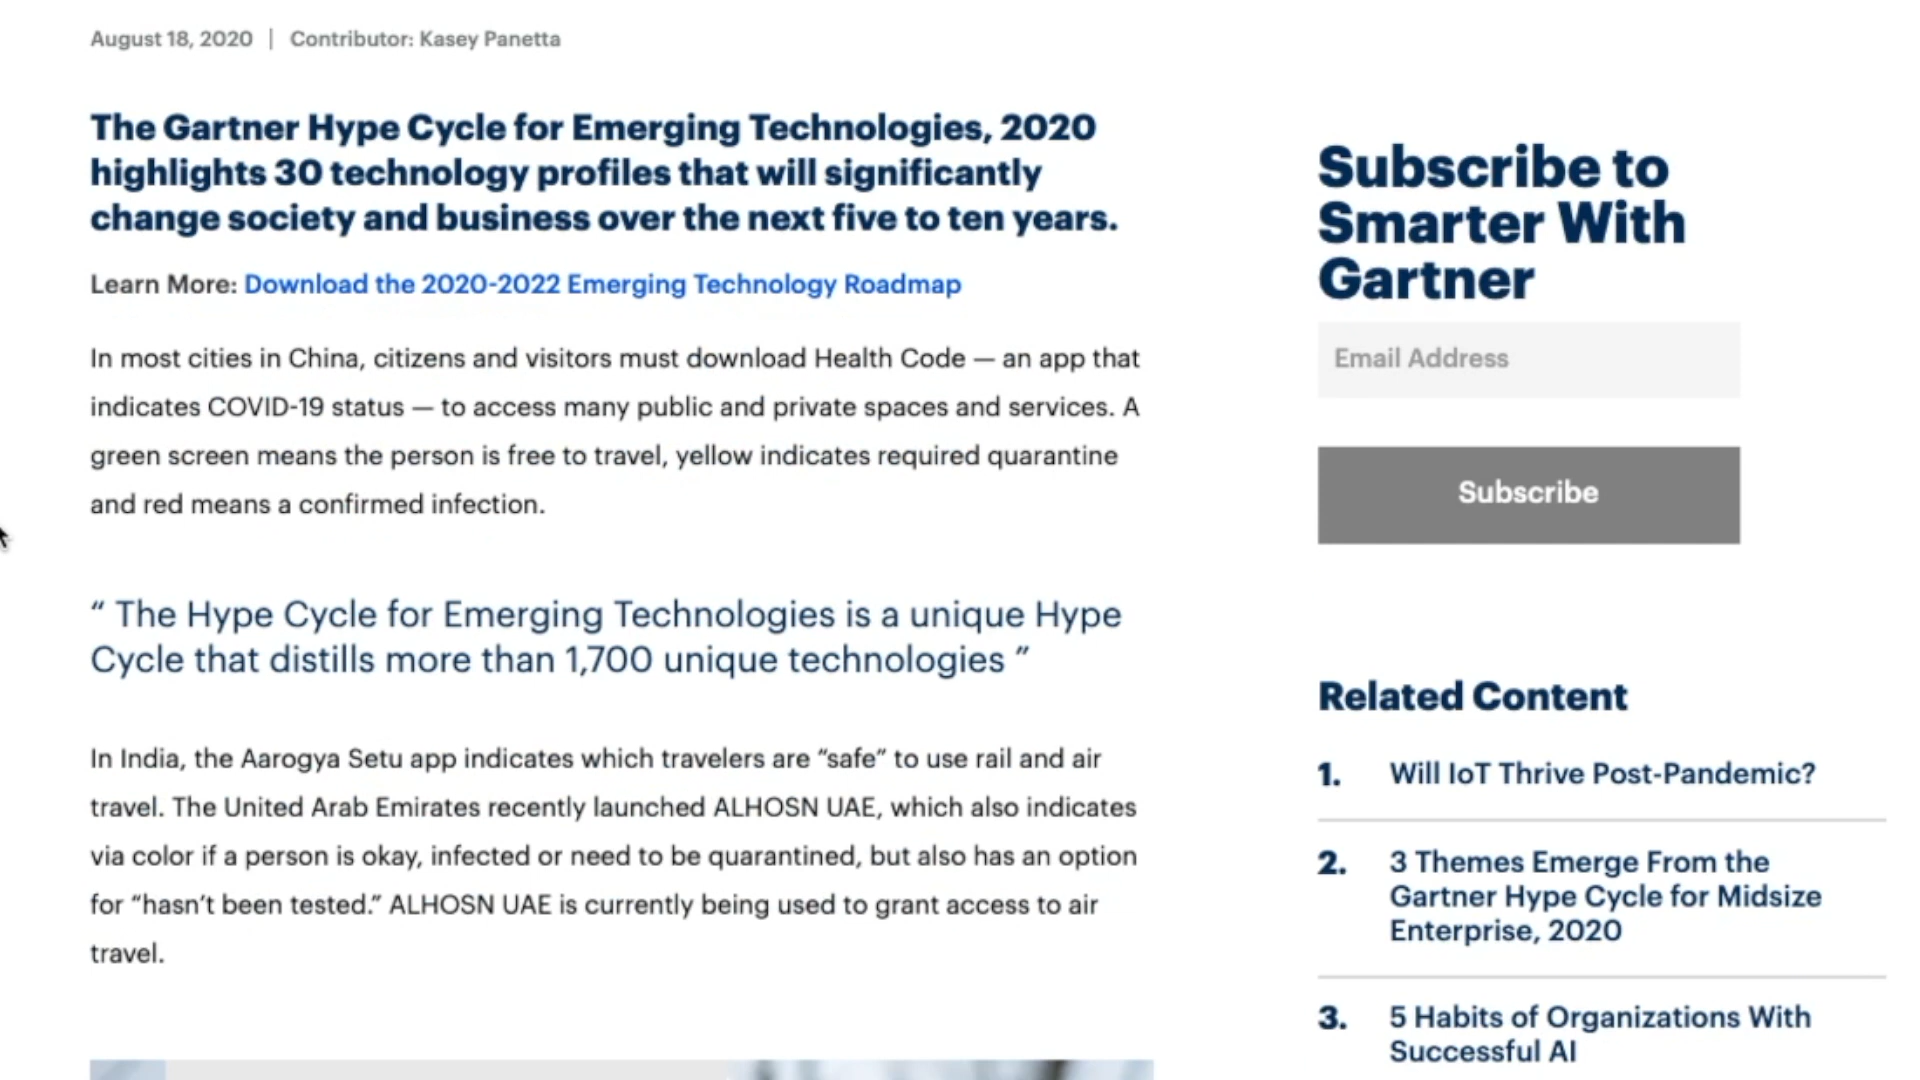 August 18, 2020 | Contributor: Kasey Panetta
The Gartner Hype Cycle for Emerging Technologies, 2020
highlights 30 technology profiles that will significantly
change society and business over the next five to ten years.
Learn More: Download the 2020-2022 Emerging Technology Roadmap
In most cities in China, citizens and visitors must download Health Code — an app that
indicates COVID-19 status — to access many public and private spaces and services. A
green screen means the person is free to travel, yellow indicates required quarantine
and red means a confirmed infection.
“ The Hype Cycle for Emerging Technologies is a unique Hype
Cycle that distills more than 1,700 unique technologies ”
In India, the Aarogya Setu app indicates which travelers are “safe” to use rail and air
travel. The United Arab Emirates recently launched ALHOSN UAE, which also indicates
via color if a person is okay, infected or need to be quarantined, but also has an option
for “hasn’t been tested.” ALHOSN UAE is currently being used to grant access to air
travel.
Subscribe to
Smarter With
Gartner
Email Address
Subscribe
Related Content
1. Will IoT Thrive Post-Pandemic?
2. 3 Themes Emerge From the
Gartner Hype Cycle for Midsize
Enterprise, 2020
3. 5 Habits of Organizations With
Successful AI